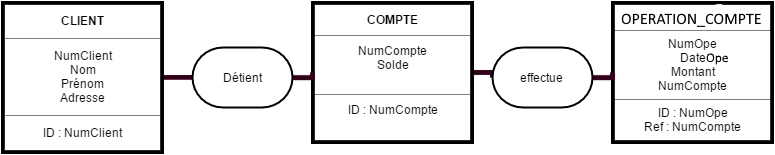 CLIENT
NumClient
Nom
Prénom
Adresse
ID : NumClient
Détient
COMPTE
NumCompte
Solde
ID : NumCompte
effectue
OPERATION_COMPTE
NumOpe
DateOpe
Montant
NumCompte
ID : NumOpe
Ref : NumCompte